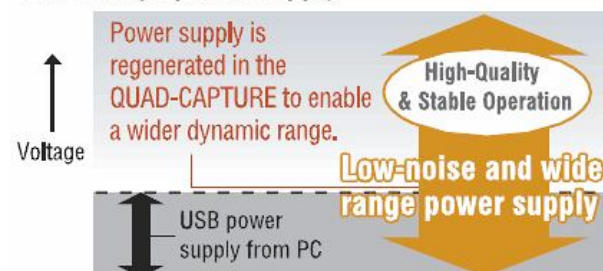 Power supply is
regenerated in the
QUAD-CAPTURE to enable
a wider dynamic range.
High-Quality
& Stable Operation
Voltage
Low-noise and wide
range power supply
USB power
supply from PC